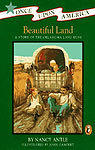 ONCE UPON AMERICA
Beautiful Land
A STORY OF THE OKLAHOMA LAND RUSH
BY NANCY ANTLE
ILLUSTRATED BY JOHN GAMPERT